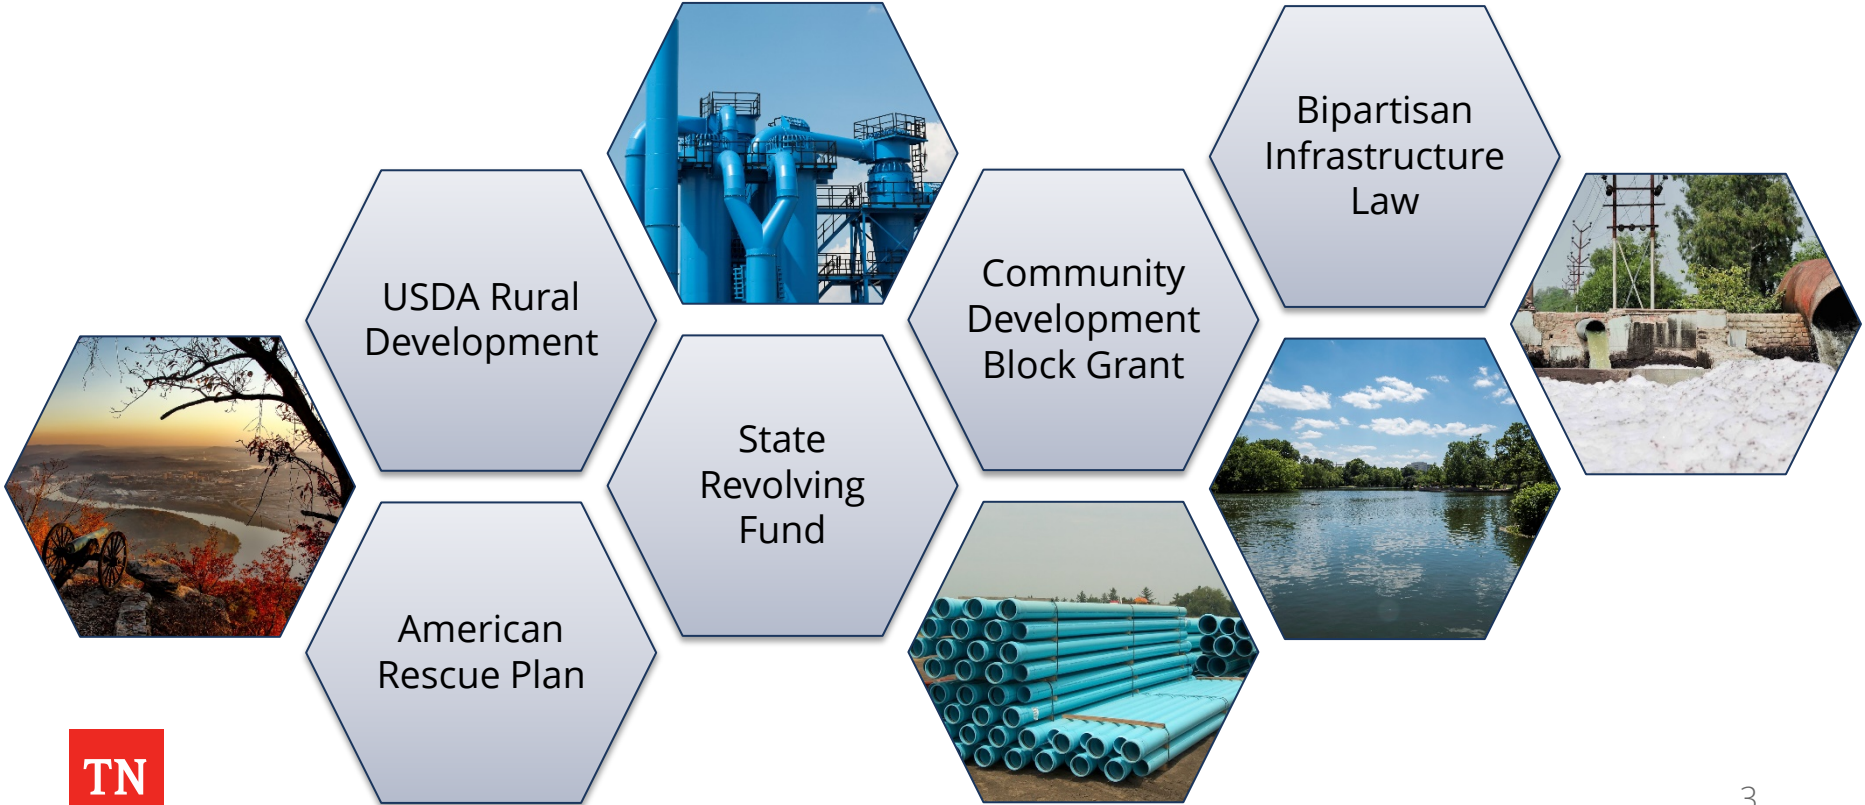 USDA Rural
Development
American
Rescue Plan
State
Revolving
Fund
Community
Development
Block Grant
Bipartisan
Infrastructure
Law
TN
3